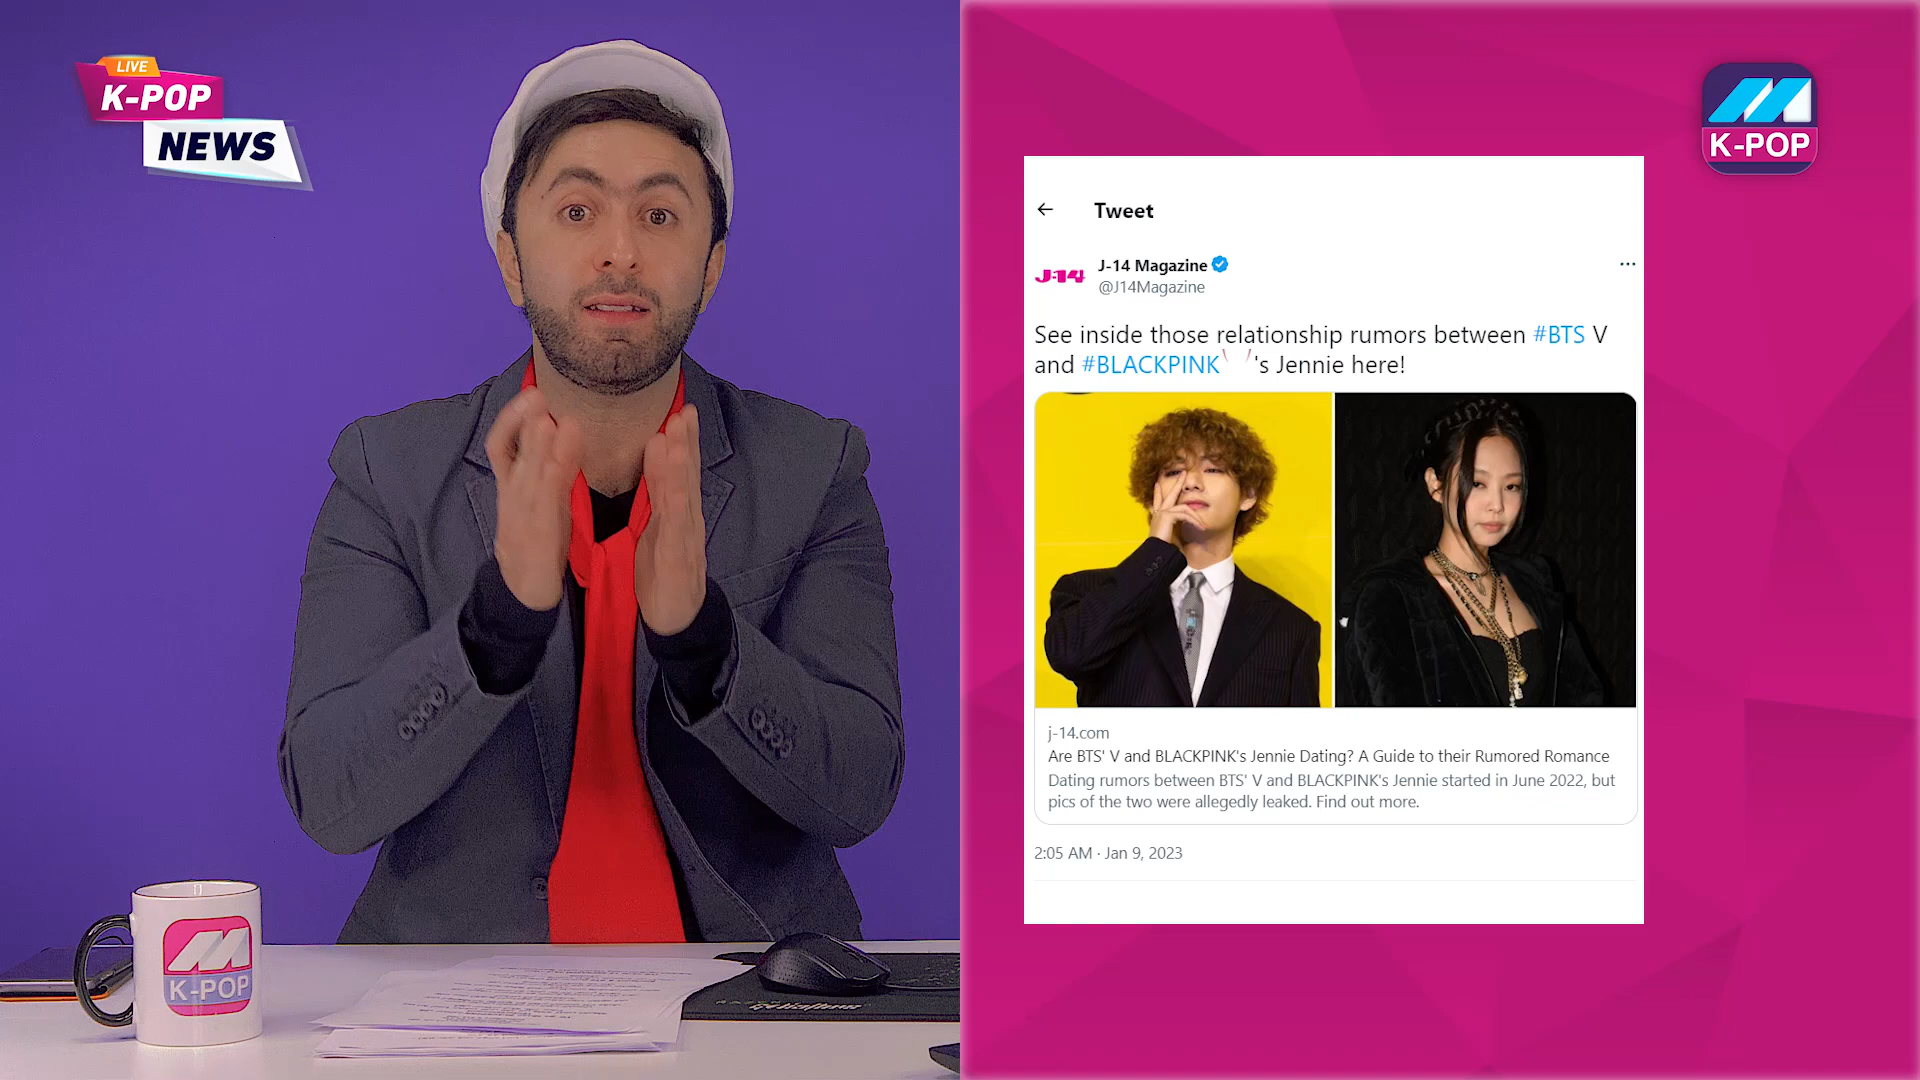 LIVE
K-POP
NEWS
K-POP
Tweet
J-14
J-14 Magazine
@J14Magazine
See inside those relationship rumors between #BTS V
and #BLACKPINK 's Jennie here!
j-14.com
Are BTS' V and BLACKPINK's Jennie Dating? A Guide to their Rumored Romance
Dating rumors between BTS' V and BLACKPINK's Jennie started in June 2022, but
pics of the two were allegedly leaked. Find out more.
2:05 AM · Jan 9, 2023
K-POP